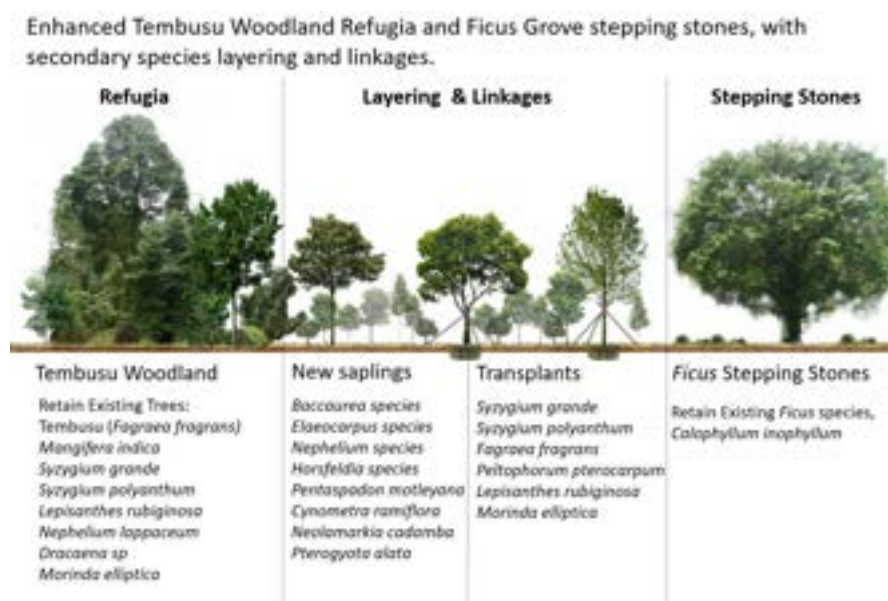 Enhanced Tembusu Woodland Refugia and Ficus Grove stepping stones, with
secondary species layering and linkages.
Refugia
Layering & Linkages
Stepping Stones
Tembusu Woodland
Retain Existing Trees:
Tembusu (Fagraea fragrans)
Mangifera indica
Syzygium grande
Syzygium polyanthum
Lepisanthes rubiginosa
Nephelium lappaceum
Dracaena sp
Morinda elliptica
New saplings
Baccaurea species
Elaeocarpus species
Nephelium species
Horsfeldia species
Pentaspadon motleyana
Cynometra ramiflora
Neolamarkia cadamba
Pterogyota alata
Transplants
Syzygium grande
Syzygium polyanthum
Fagraea fragrans
Peltophorum pterocarpum
Lepisanthes rubiginosa
Morinda elliptica
Ficus Stepping Stones
Retain Existing Ficus species,
Calophyllum inophyllum